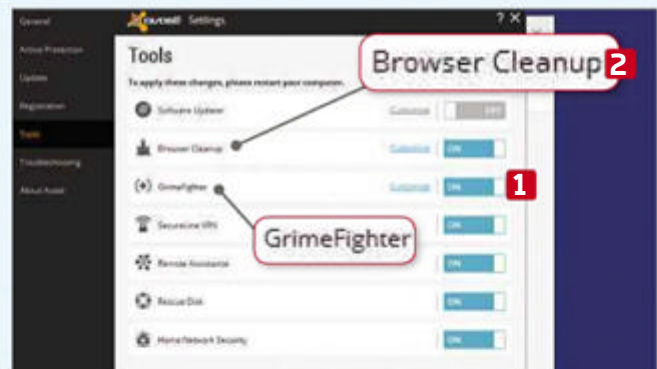 General
avast! Settings
? ×
Active Protection
Tools
Browser Cleanup 2
Update
To apply these changes, please restart your computer.
Registration
Software Updater
Customize
OFF
Tools
Browser Cleanup
Customize
ON
Troubleshooting
GrimeFighter
Customize
ON
1
About Avast
SecureLine VPN
GrimeFighter
ON
Remote Assistance
ON
Rescue Disk
ON
Home Network Security
ON